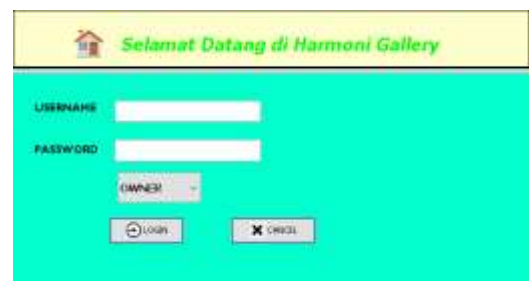 Selamat Datang di Harmoni Gallery
USERNAME
PASSWORD
OWNER
LOGIN
CANCEL